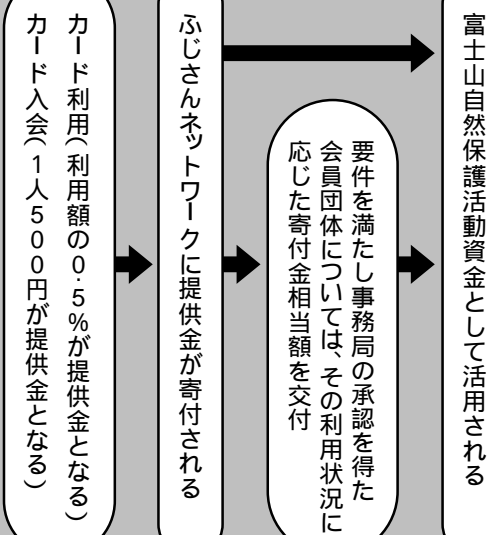 カード利用(利用額の0.5%が提供金となる)
カード入会(1人500円が提供金となる)
ふじさんネットワークに提供金が寄付される
要件を満たし事務局の承認を得た
会員団体については、その利用状況に
応じた寄付金相当額を交付
富士山自然保護活動資金として活用される